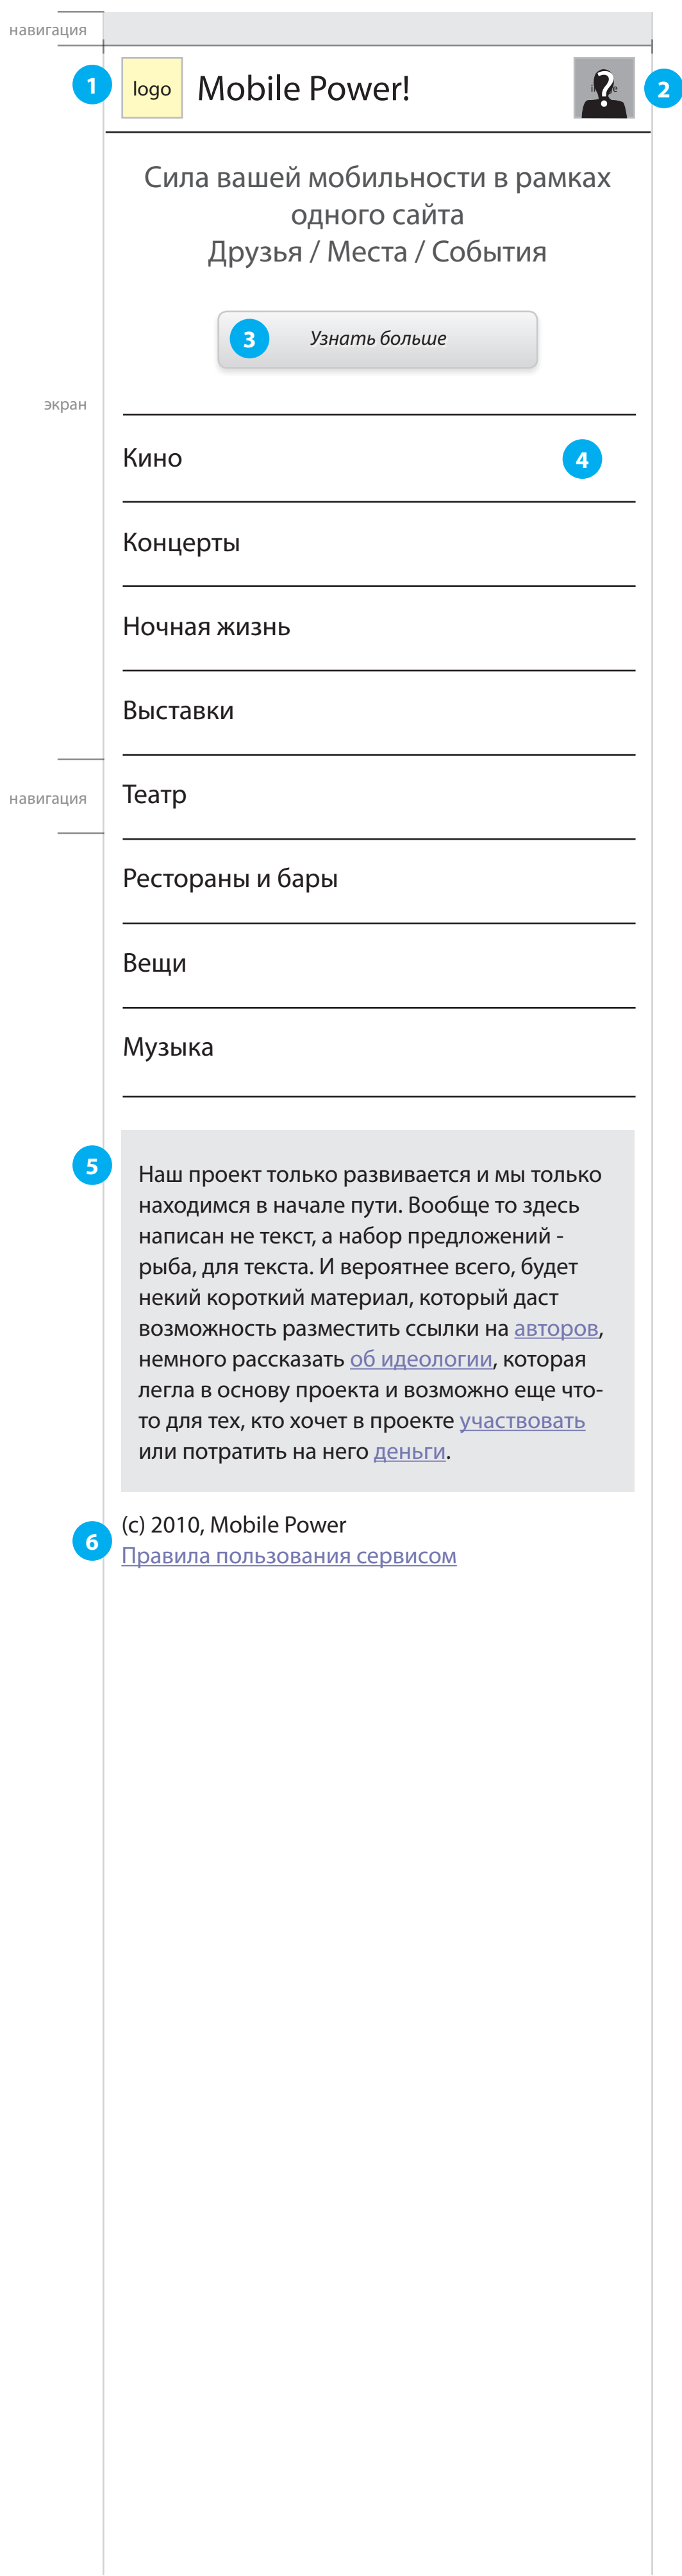 навигация
1
logo
Mobile Power!
?
2
Сила вашей мобильности в рамках
одного сайта
Друзья / Места / События
3
Узнать больше
экран
Кино
4
Концерты
Ночная жизнь
Выставки
навигация
Театр
Рестораны и бары
Вещи
Музыка
5
Наш проект только развивается и мы только
находимся в начале пути. Вообще то здесь
написан не текст, а набор предложений -
рыба, для текста. И вероятнее всего, будет
некий короткий материал, который даст
возможность разместить ссылки на авторов,
немного рассказать об идеологии, которая
легла в основу проекта и возможно еще что-
то для тех, кто хочет в проекте участвовать
или потратить на него деньги.
(c) 2010, Mobile Power
6
Правила пользования сервисом